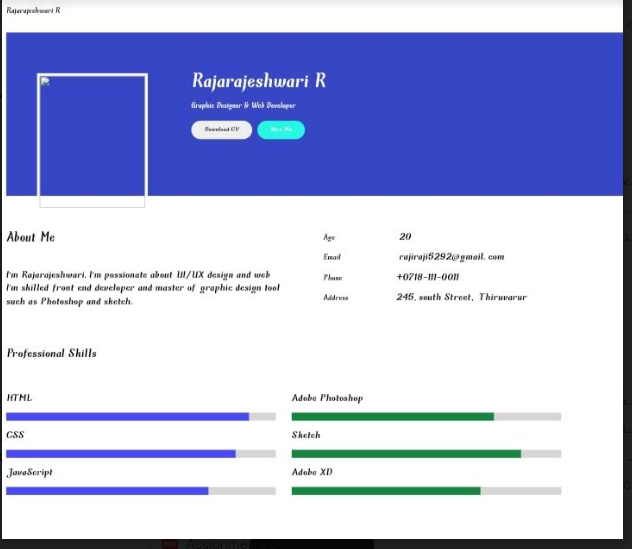 Rajarajeshwari R
Rajarajeshwari R
Graphic Designer & Web Developer
Download CV
Hire Me
About Me
I'm Rajarajeshwari. I'm possionate about UI/UX design and web
I'm skilled front end developer and master of graphic design tool
such as Photoshop and sketch.
Age 20
Email rajiraji5292@gmail.com
Phone +0718-111-0011
Address 245, south Street, Thiruvarur
Professional Skills
HTML
Adobe Photoshop
CSS
Sketch
JavaScript
Adobe XD